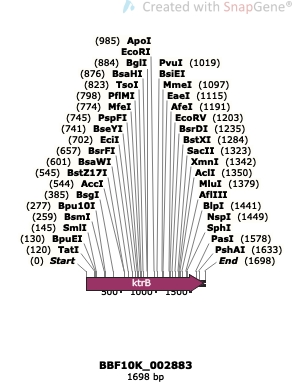 Created with SnapGene®
(985) ApoI
EcoRI
(884) BglI PvuI (1019)
(876) BsaHI BsiEI
(823) TsoI MmeI (1097)
(798) PflMI EaeI (1115)
(774) MfeI AfeI (1191)
(745) PspFI EcoRV (1203)
(741) BseYI BsrDI (1235)
(702) EciI BstXI (1284)
(657) BsrFI SacII (1323)
(601) BsaWI XmnI (1342)
(545) BstZ17I AclI (1350)
(544) AccI MluI (1379)
(385) BsgI AflIII
(277) Bpu10I BlpI (1441)
(259) BsmI NspI (1449)
(145) SmlI SphI
(130) BpuEI PasI (1578)
(120) TatI PshAI (1633)
(0) Start End (1698)
ktrB
500 1000 1500
BBF10K_002883
1698 bp